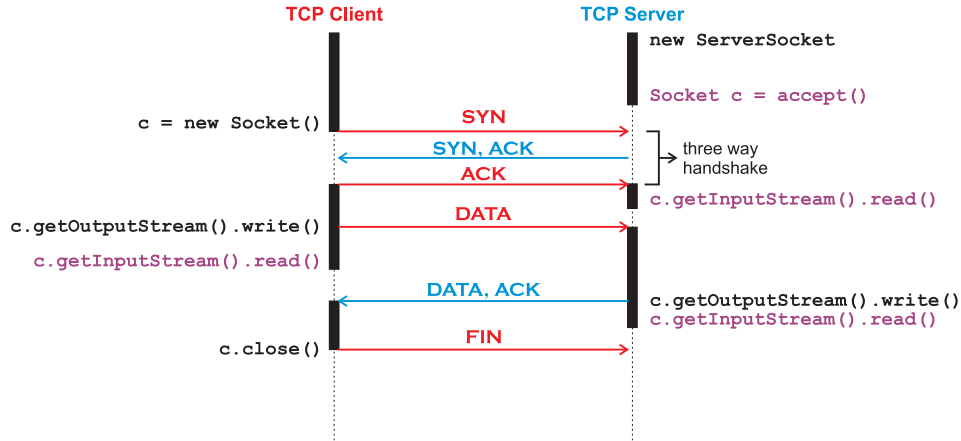 TCP Client
TCP Server
new ServerSocket
Socket c = accept()
c = new Socket()
SYN
SYN, ACK
three way
handshake
ACK
c.getInputStream().read()
c.getOutputStream().write()
DATA
c.getInputStream().read()
DATA, ACK
c.getOutputStream().write()
c.getInputStream().read()
c.close()
FIN